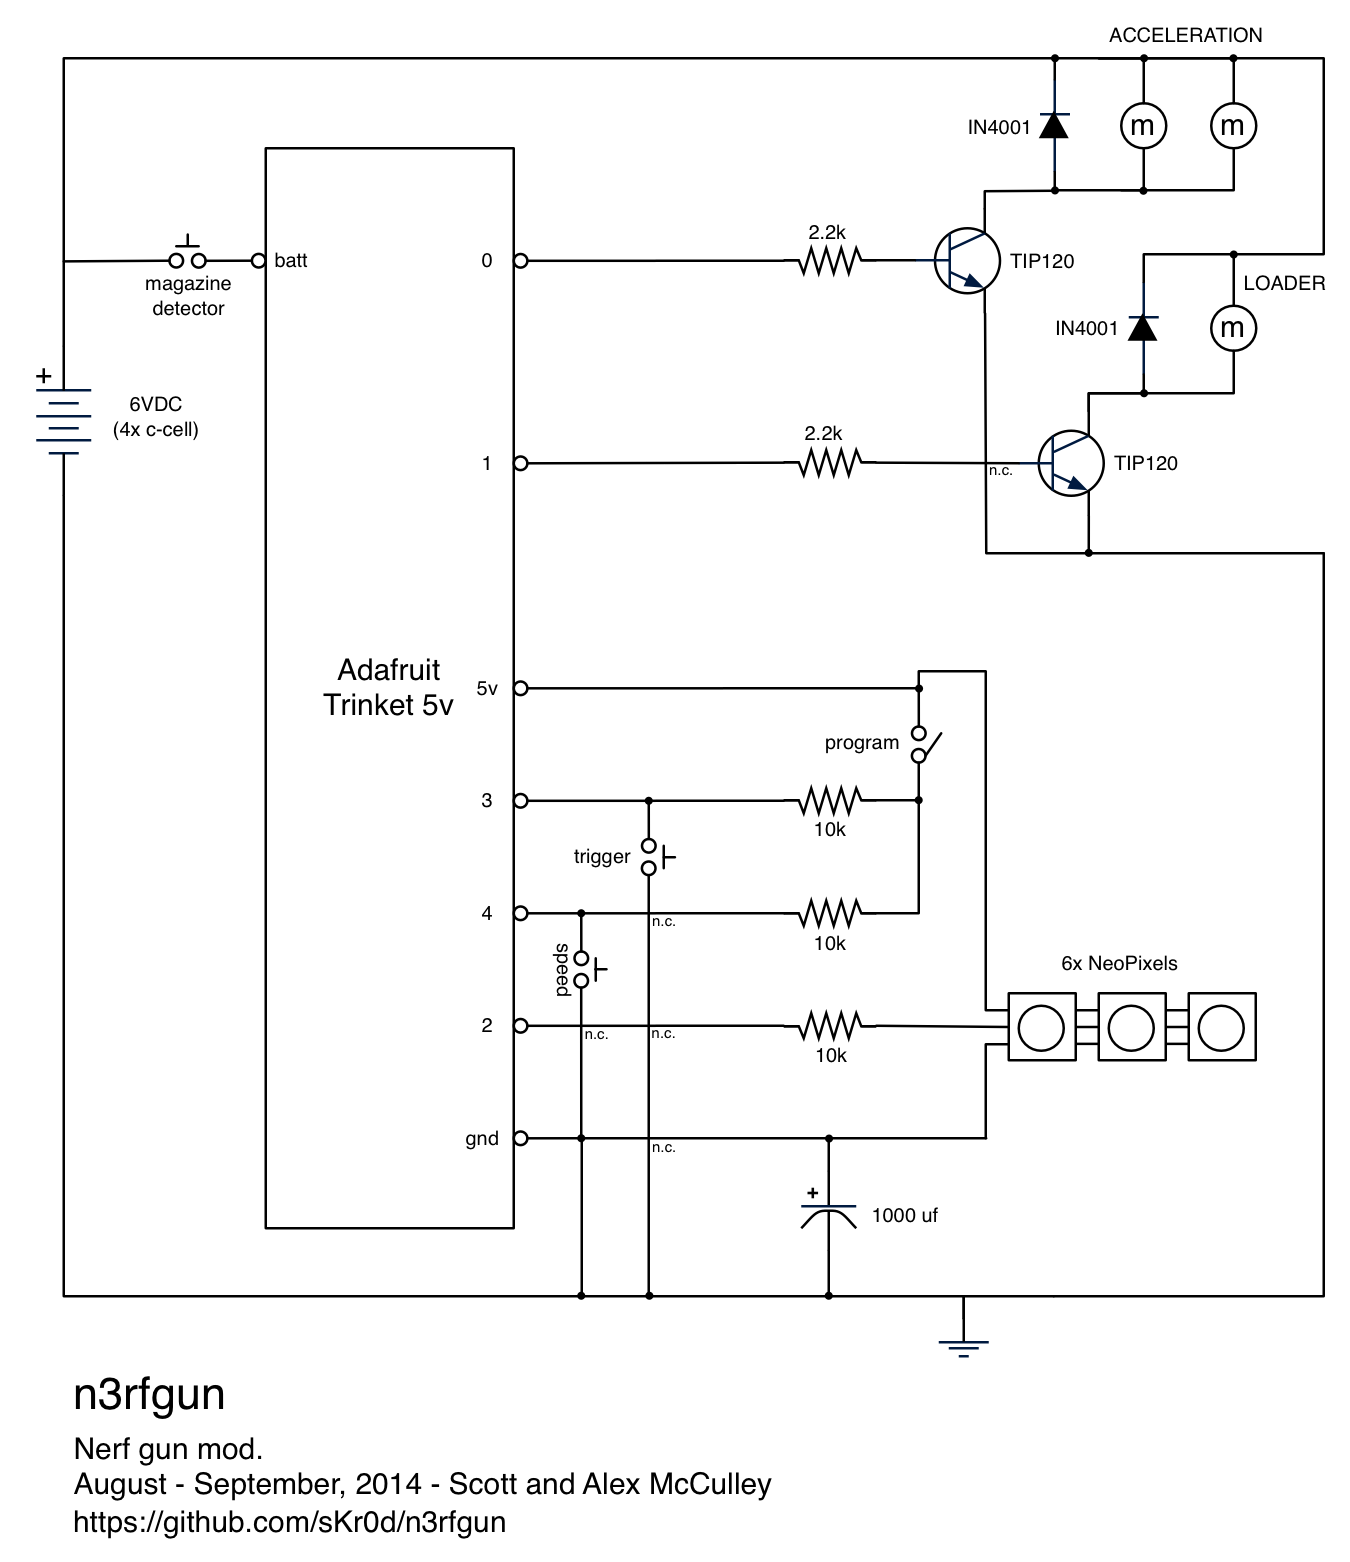 ACCELERATION
IN4001
m
m
2.2k
TIP120
batt
0
magazine
detector
LOADER
IN4001
m
+
6VDC
(4x c-cell)
2.2k
1
n.c.
TIP120
Adafruit
Trinket 5v
5v
program
3
10k
trigger
4
n.c.
10k
speed
6x NeoPixels
2
n.c.
n.c.
10k
gnd
n.c.
+
1000 uf
n3rfgun
Nerf gun mod.
August - September, 2014 - Scott and Alex McCulley
https://github.com/sKr0d/n3rfgun